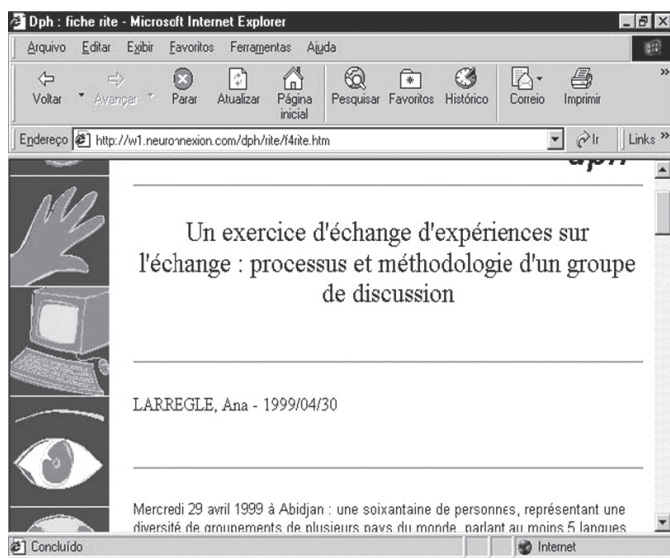 Dph : fiche rite - Microsoft Internet Explorer
Arquivo Editar Exibir Favoritos Ferramentas Ajuda
Voltar Avançar Parar Atualizar Página inicial Pesquisar Favoritos Histórico Correio Imprimir
Endereço http://w1.neuronnexion.com/dph/rite/f4rite.htm Ir Links
dph
Un exercice d'échange d'expériences sur
l'échange : processus et méthodologie d'un groupe
de discussion
LARREGLE, Ana - 1999/04/30
Mercredi 29 avril 1999 à Abidjan : une soixantaine de personnes, représentant une
diversité de groupements de plusieurs pays du monde, parlant au moins 5 langues
Concluído Internet